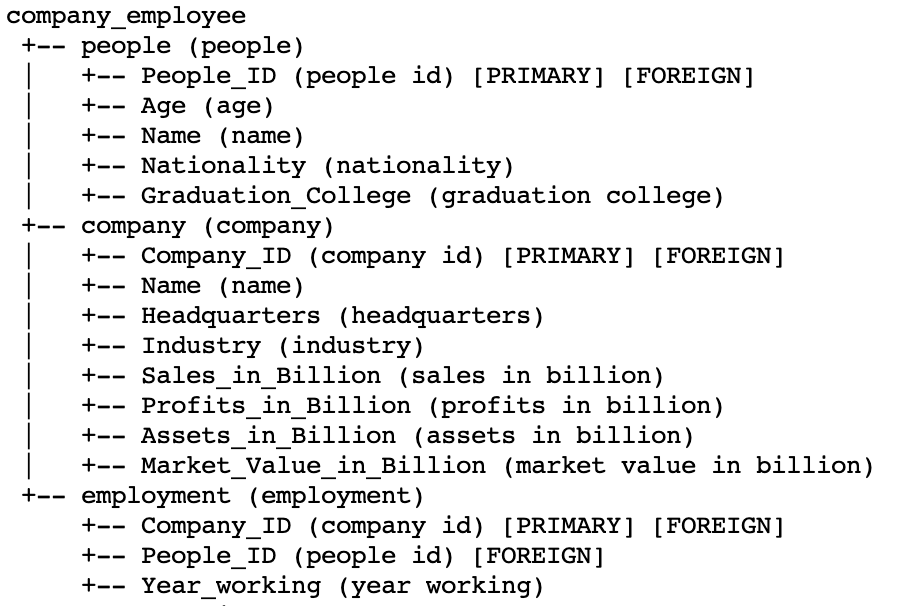 company_employee
+-- people (people)
|   +-- People_ID (people id) [PRIMARY] [FOREIGN]
|   +-- Age (age)
|   +-- Name (name)
|   +-- Nationality (nationality)
|   +-- Graduation_College (graduation college)
+-- company (company)
|   +-- Company_ID (company id) [PRIMARY] [FOREIGN]
|   +-- Name (name)
|   +-- Headquarters (headquarters)
|   +-- Industry (industry)
|   +-- Sales_in_Billion (sales in billion)
|   +-- Profits_in_Billion (profits in billion)
|   +-- Assets_in_Billion (assets in billion)
|   +-- Market_Value_in_Billion (market value in billion)
+-- employment (employment)
    +-- Company_ID (company id) [PRIMARY] [FOREIGN]
    +-- People_ID (people id) [FOREIGN]
    +-- Year_working (year working)